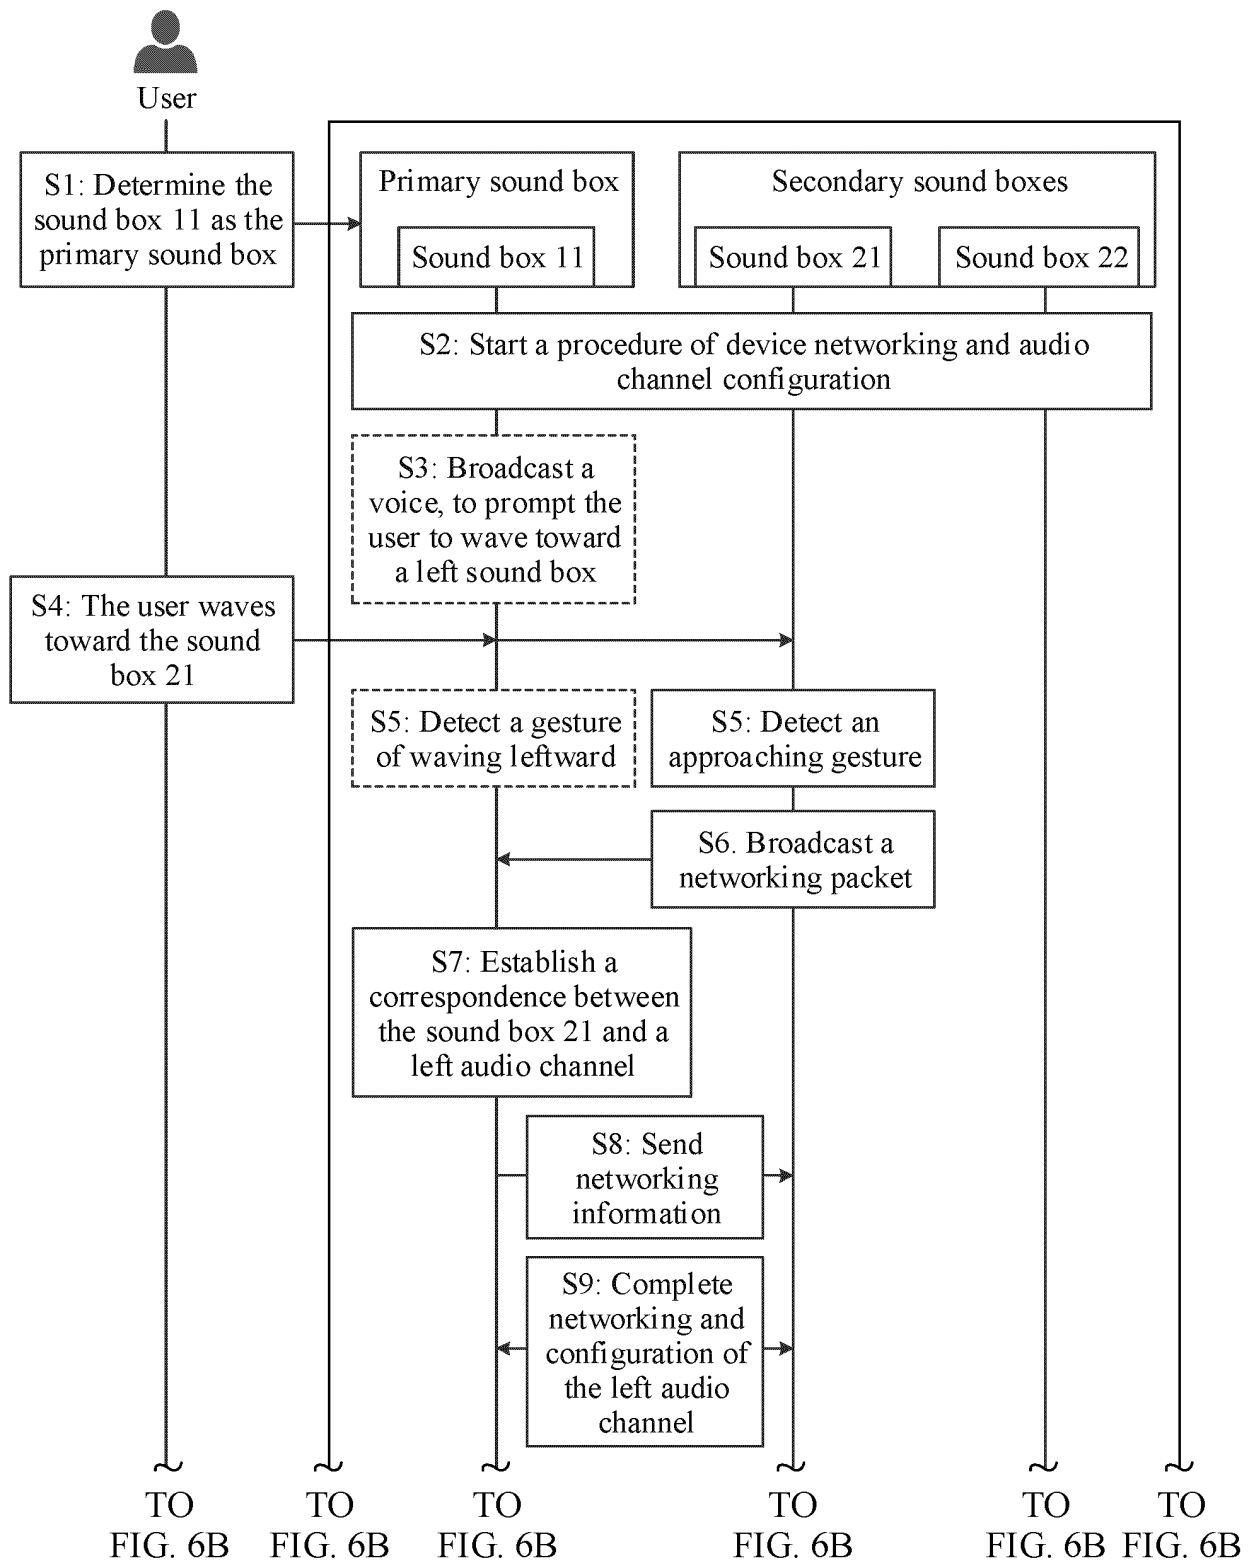 User
S1: Determine the
sound box 11 as the
primary sound box
Primary sound box
Sound box 11
Secondary sound boxes
Sound box 21
Sound box 22
S2: Start a procedure of device networking and audio
channel configuration
S3: Broadcast a
voice, to prompt the
user to wave toward
a left sound box
S4: The user waves
toward the sound
box 21
S5: Detect a gesture
of waving leftward
S5: Detect an
approaching gesture
S6. Broadcast a
networking packet
S7: Establish a
correspondence between
the sound box 21 and a
left audio channel
S8: Send
networking
information
S9: Complete
networking and
configuration of
the left audio
channel
TO
FIG. 6B
TO
FIG. 6B
TO
FIG. 6B
TO
FIG. 6B
TO
FIG. 6B
TO
FIG. 6B